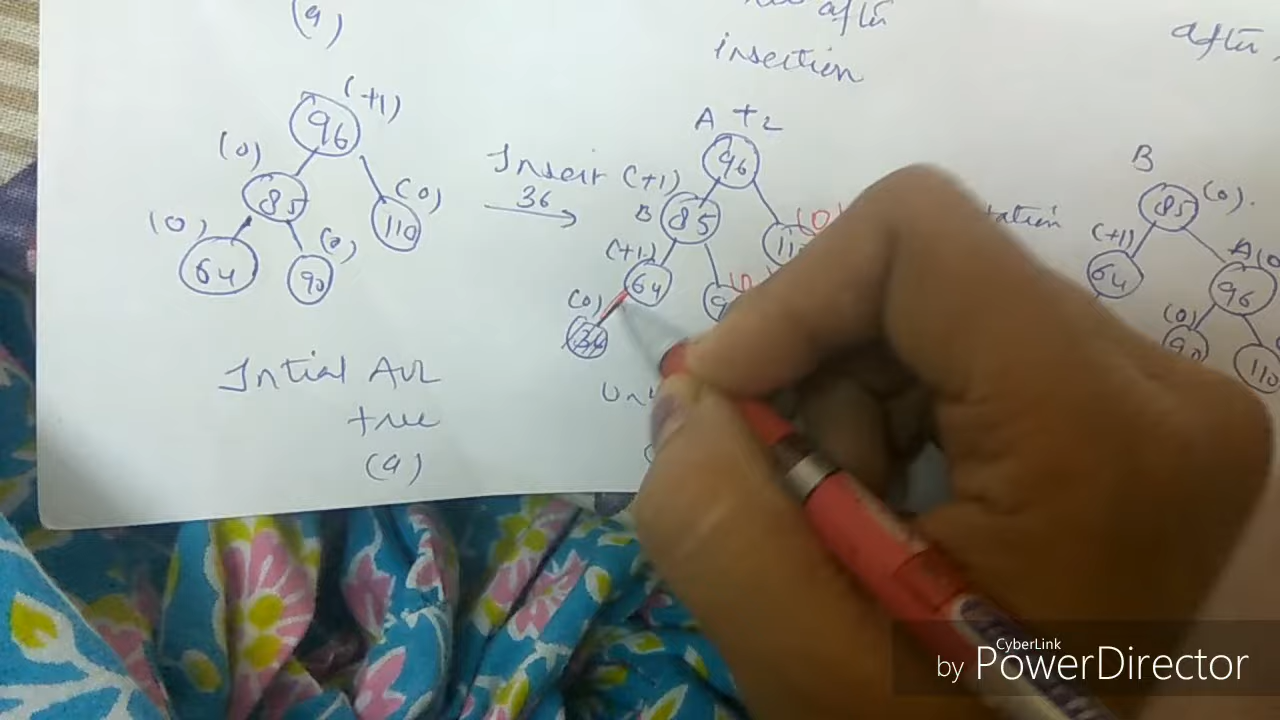 (a)
after
insertion
after
(+1)
96
(0)
85
(0)
110
(0)
64
(0)
90
Insert
36
A +2
96
(+1)
B 85
(0)
(+1)
64
(0)
36
B
85 (0).
(+1)
64
A
96
(0)
90
110
Intial AVL
tree
(a)
CyberLink
by PowerDirector